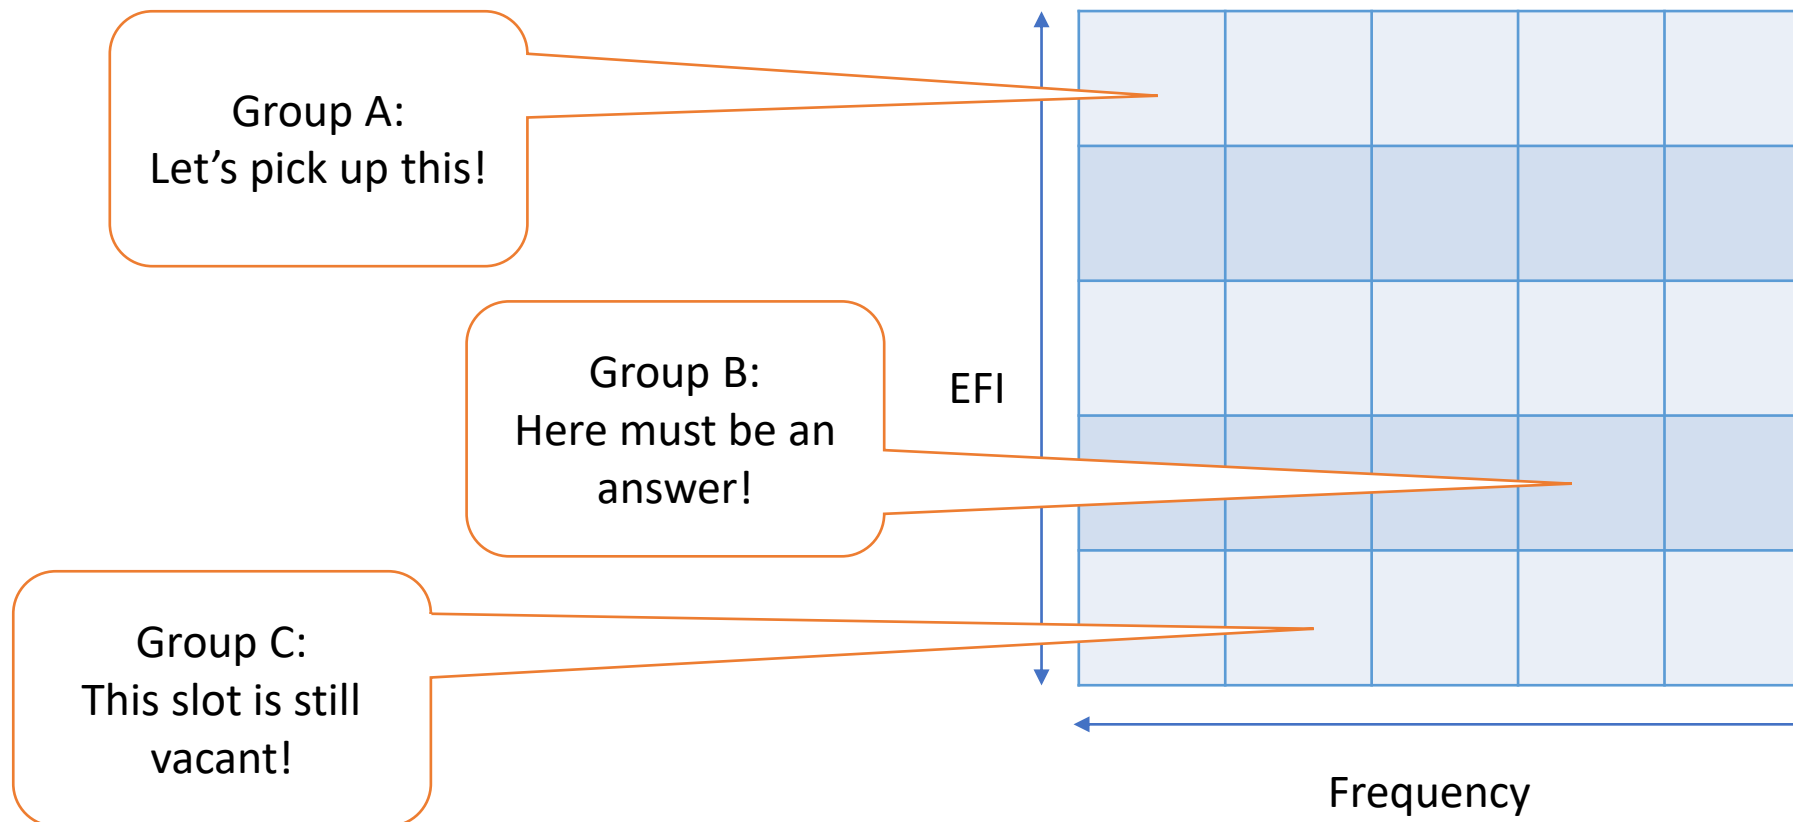 Group A:
Let’s pick up this!
Group B:
Here must be an
answer!
EFI
Group C:
This slot is still
vacant!
Frequency